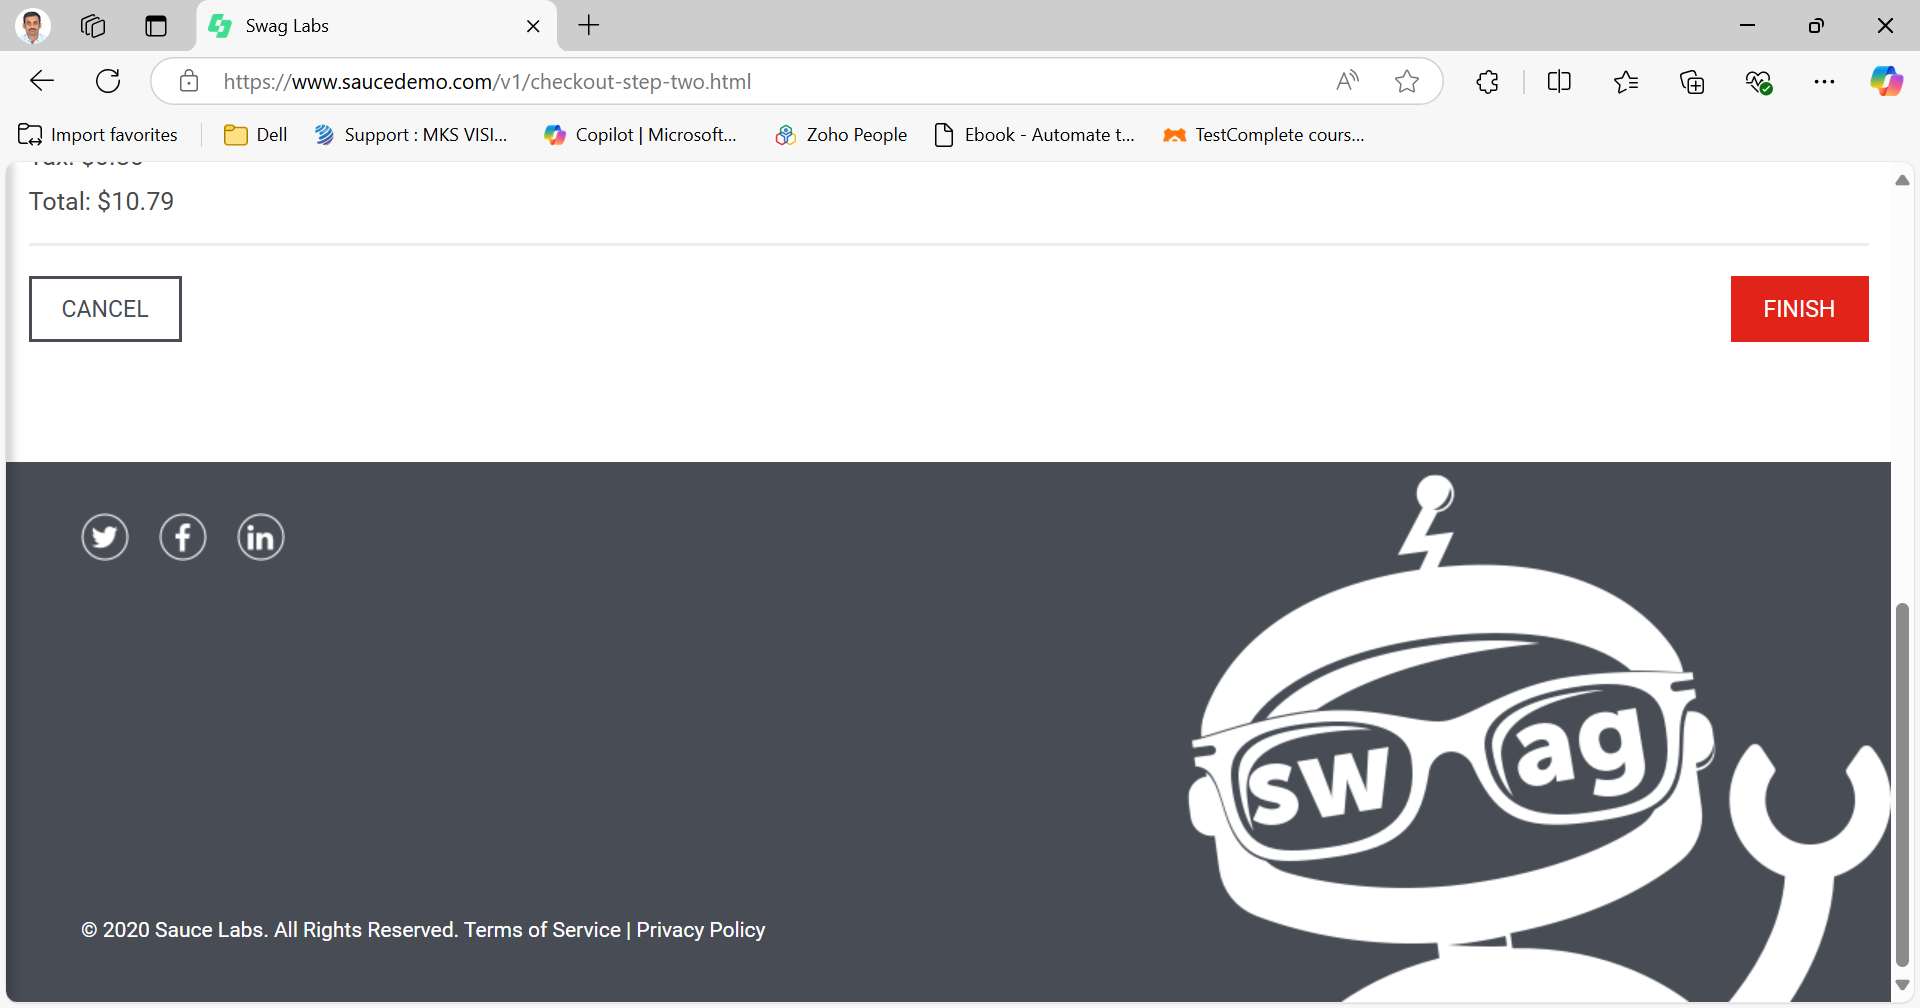 Swag Labs
https://www.saucedemo.com/v1/checkout-step-two.html
Import favorites
Dell
Support : MKS VISI...
Copilot | Microsoft...
Zoho People
Ebook - Automate t...
TestComplete cours...
Total: $10.79
CANCEL
FINISH
swag
© 2020 Sauce Labs. All Rights Reserved. Terms of Service | Privacy Policy